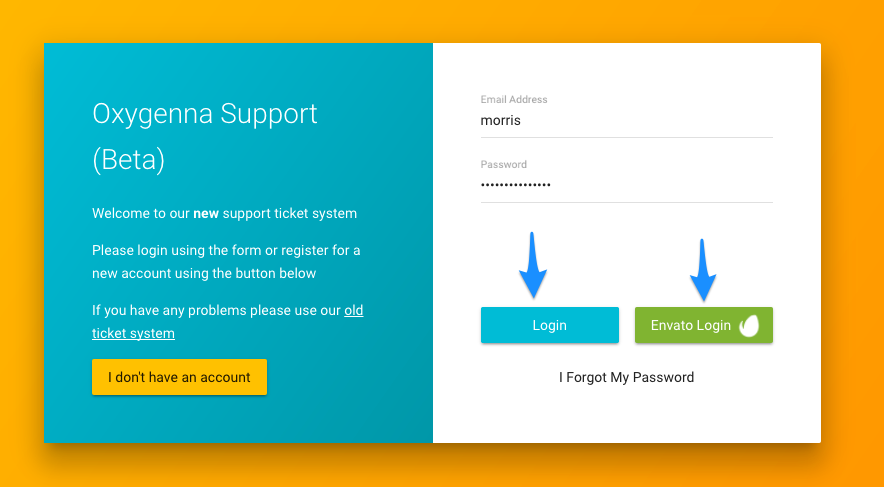 Oxygenna Support
(Beta)
Welcome to our new support ticket system
Please login using the form or register for a
new account using the button below
If you have any problems please use our old
ticket system
I don't have an account
Email Address
morris
Password
•••••••••••••••
Login
Envato Login
I Forgot My Password